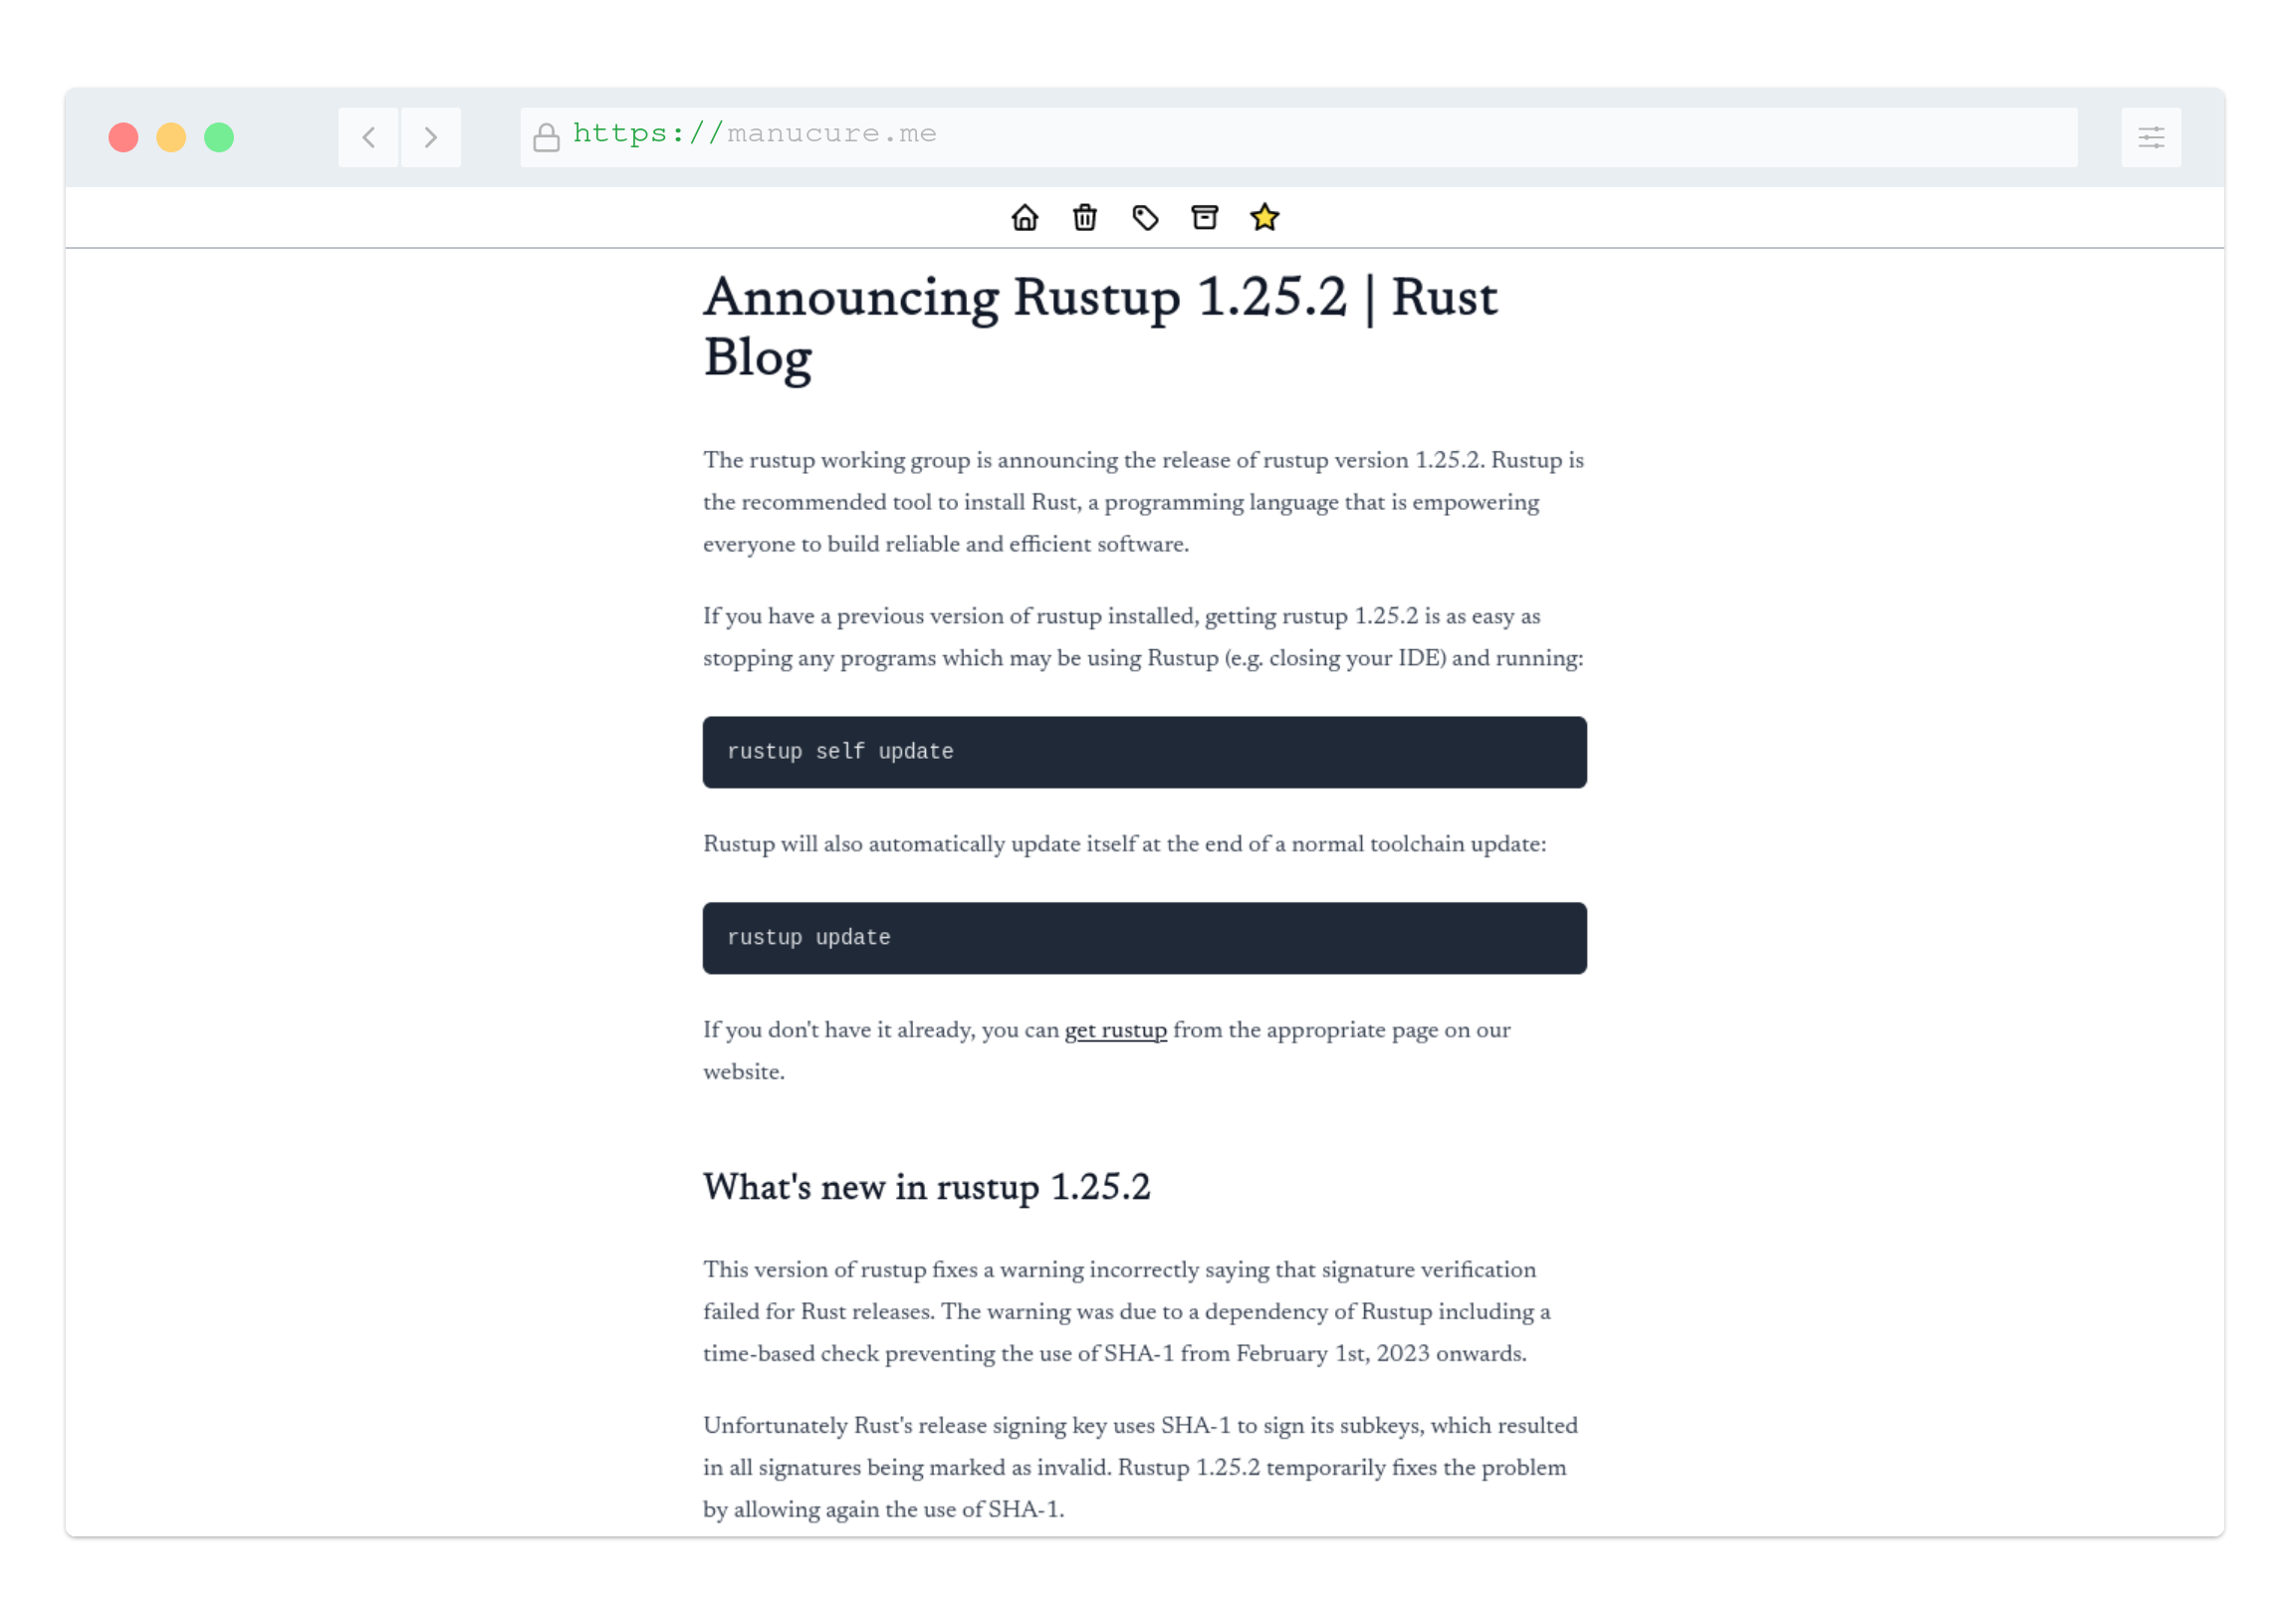 https://manucure.me
Announcing Rustup 1.25.2 | Rust
Blog
The rustup working group is announcing the release of rustup version 1.25.2. Rustup is
the recommended tool to install Rust, a programming language that is empowering
everyone to build reliable and efficient software.
If you have a previous version of rustup installed, getting rustup 1.25.2 is as easy as
stopping any programs which may be using Rustup (e.g. closing your IDE) and running:
rustup self update
Rustup will also automatically update itself at the end of a normal toolchain update:
rustup update
If you don't have it already, you can get rustup from the appropriate page on our
website.
What's new in rustup 1.25.2
This version of rustup fixes a warning incorrectly saying that signature verification
failed for Rust releases. The warning was due to a dependency of Rustup including a
time-based check preventing the use of SHA-1 from February 1st, 2023 onwards.
Unfortunately Rust's release signing key uses SHA-1 to sign its subkeys, which resulted
in all signatures being marked as invalid. Rustup 1.25.2 temporarily fixes the problem
by allowing again the use of SHA-1.